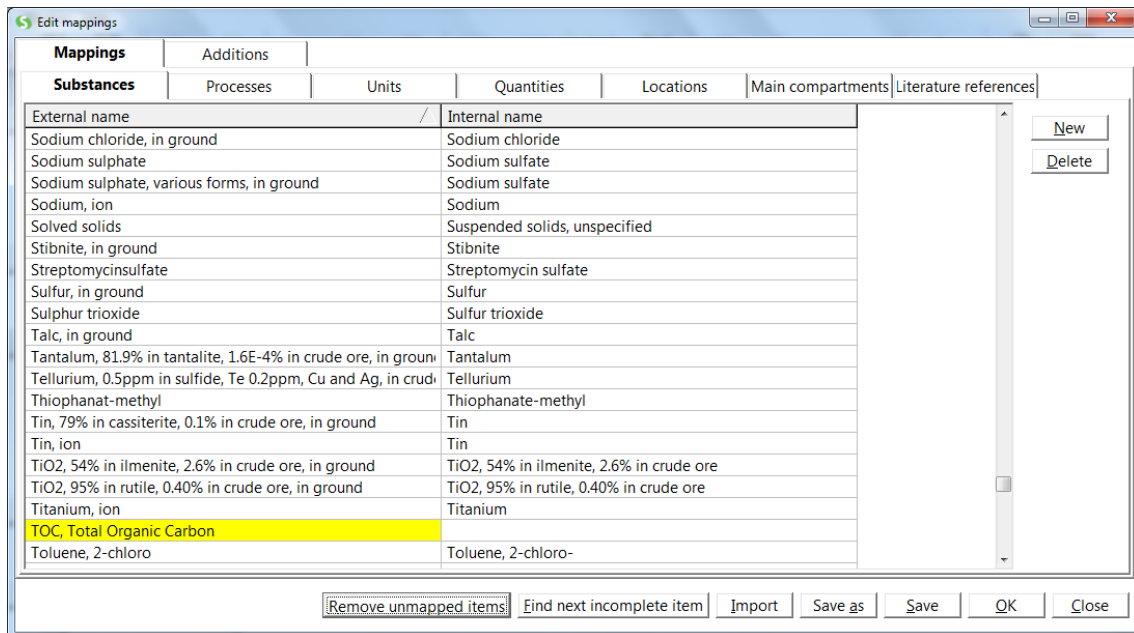 Edit mappings
Mappings Additions
Substances Processes Units Quantities Locations Main compartments Literature references
External name Internal name
Sodium chloride, in ground Sodium chloride
Sodium sulphate Sodium sulfate
Sodium sulphate, various forms, in ground Sodium sulfate
Sodium, ion Sodium
Solved solids Suspended solids, unspecified
Stibnite, in ground Stibnite
Streptomycinsulfate Streptomycin sulfate
Sulfur, in ground Sulfur
Sulphur trioxide Sulfur trioxide
Talc, in ground Talc
Tantalum, 81.9% in tantalite, 1.6E-4% in crude ore, in groun Tantalum
Tellurium, 0.5ppm in sulfide, Te 0.2ppm, Cu and Ag, in crud Tellurium
Thiophanat-methyl Thiophanate-methyl
Tin, 79% in cassiterite, 0.1% in crude ore, in ground Tin
Tin, ion Tin
TiO2, 54% in ilmenite, 2.6% in crude ore, in ground TiO2, 54% in ilmenite, 2.6% in crude ore
TiO2, 95% in rutile, 0.40% in crude ore, in ground TiO2, 95% in rutile, 0.40% in crude ore
Titanium, ion Titanium
TOC, Total Organic Carbon
Toluene, 2-chloro Toluene, 2-chloro-
New
Delete
Remove unmapped items Find next incomplete item Import Save as Save OK Close